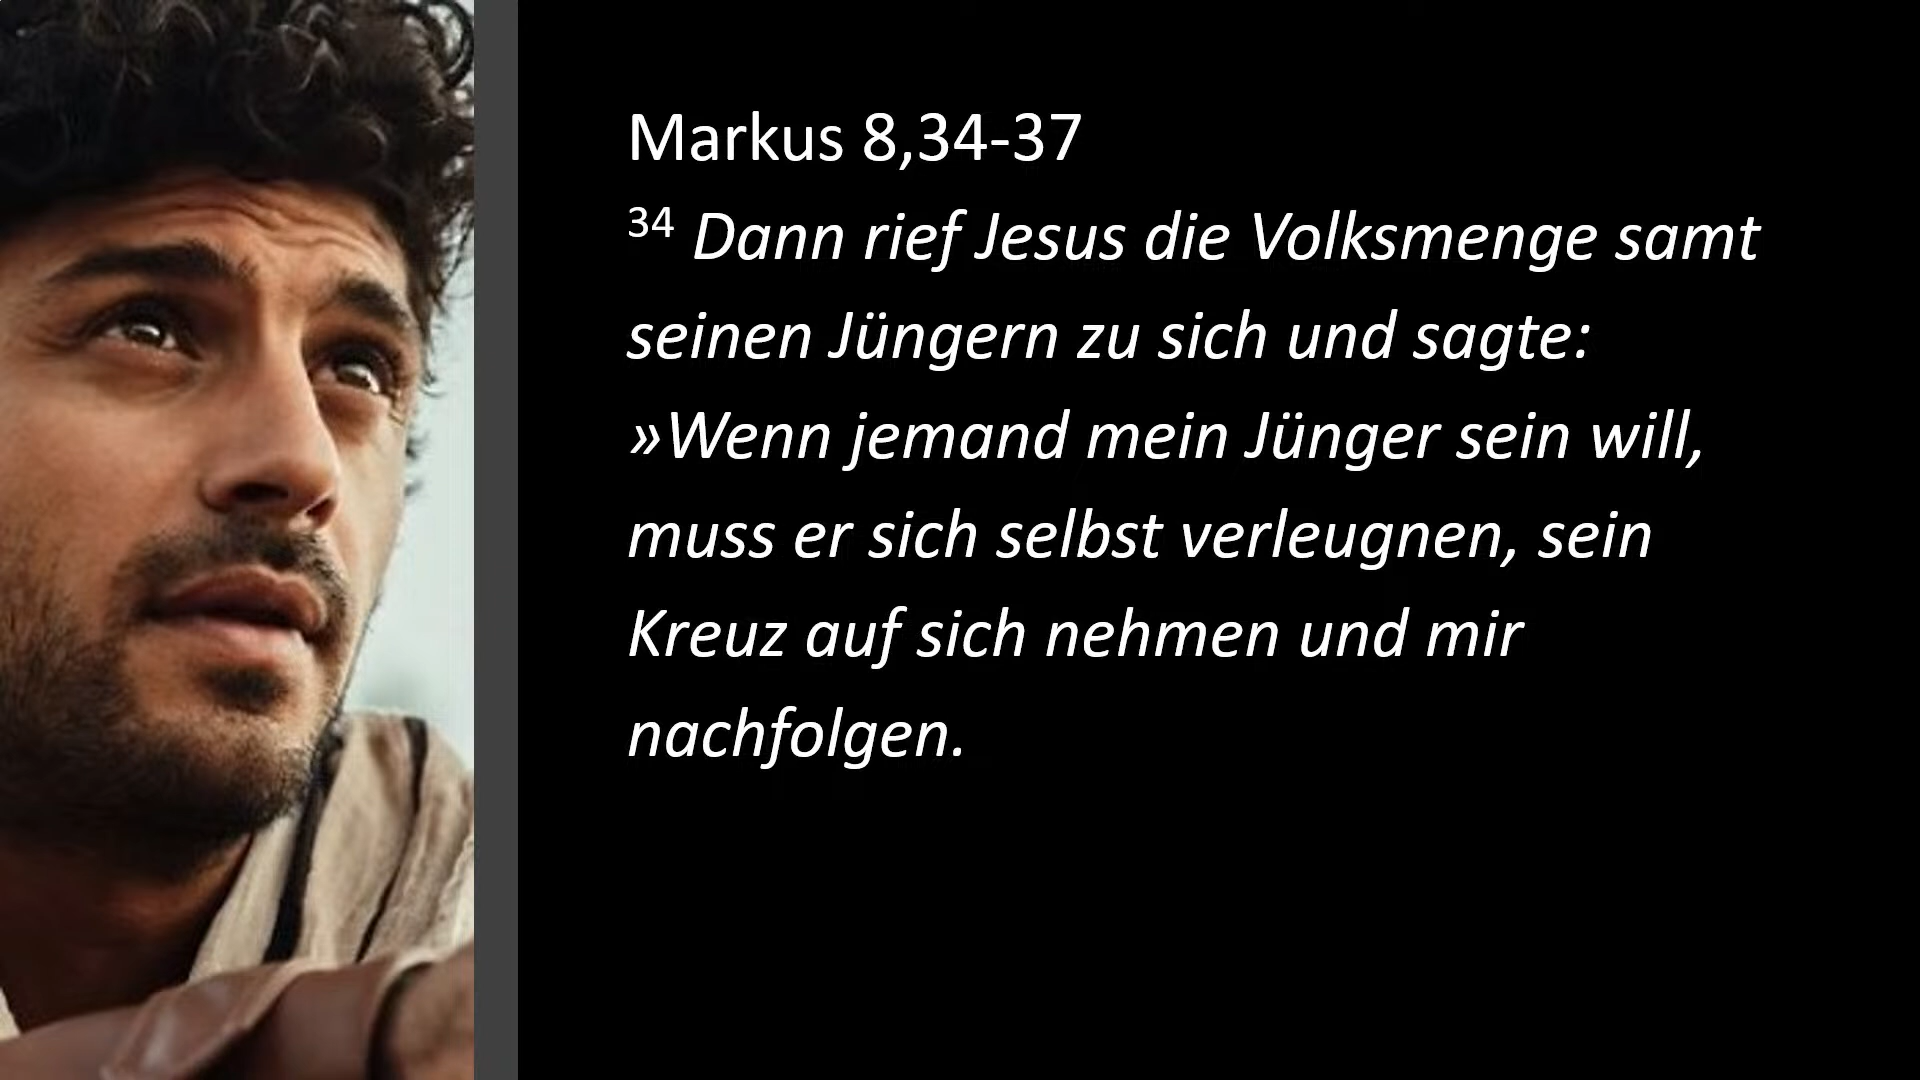 Markus 8,34-37
34 Dann rief Jesus die Volksmenge samt
seinen Jüngern zu sich und sagte:
»Wenn jemand mein Jünger sein will,
muss er sich selbst verleugnen, sein
Kreuz auf sich nehmen und mir
nachfolgen.